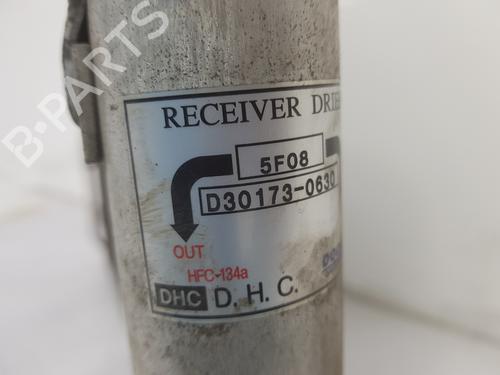 B-PARTS
RECEIVER DRIE
5F08
D30173-0630
OUT
HFC-134a
DHC D. H. C.